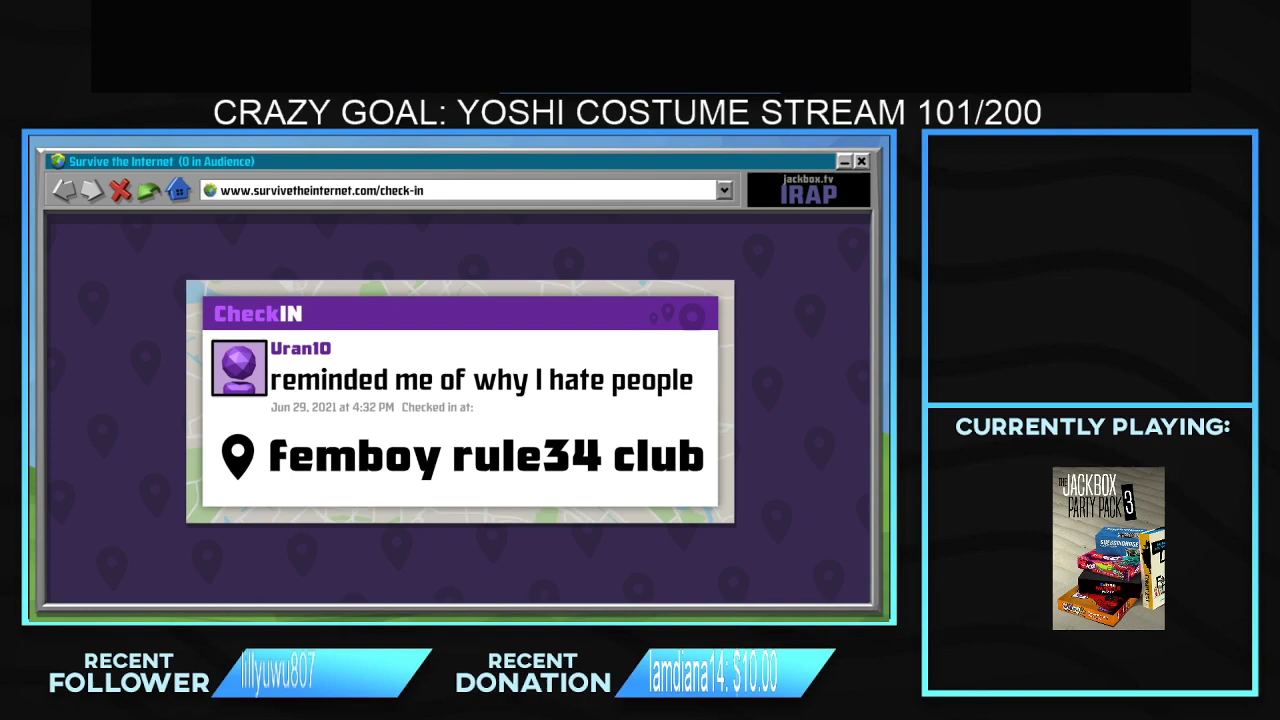 CRAZY GOAL: YOSHI COSTUME STREAM 101/200
Survive the Internet (0 in Audience)
www.survivetheinternet.com/check-in
jackbox.tv
IRAP
CheckIN
Uran10
reminded me of why I hate people
Jun 29, 2021 at 4:32 PM Checked in at:
femboy rule34 club
CURRENTLY PLAYING:
THE JACKBOX
PARTY PACK 3
RECENT
FOLLOWER
lillyuwu807
RECENT
DONATION
lamdiana14: $10.00